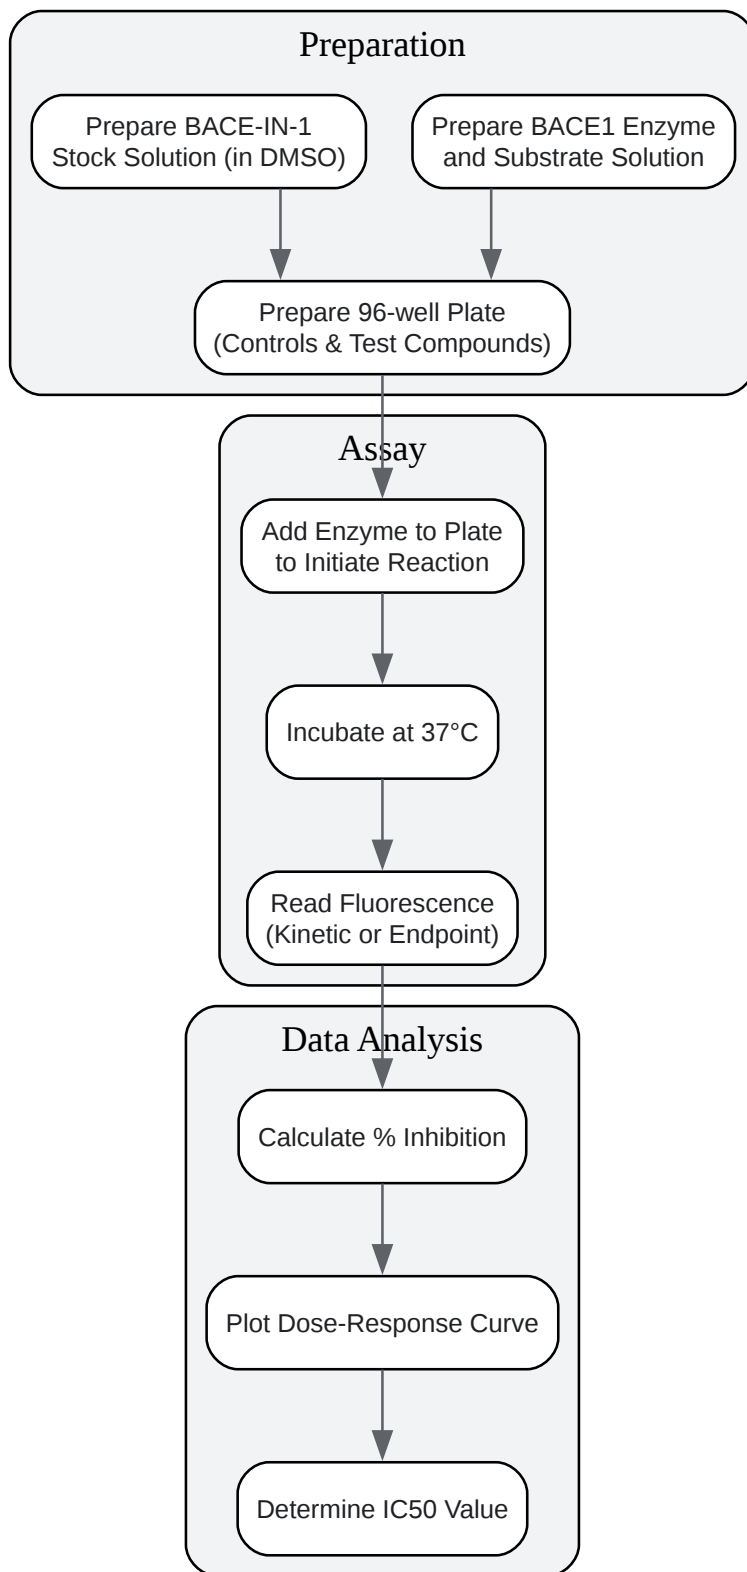 Preparation
Prepare BACE-IN-1
Stock Solution (in DMSO)
Prepare BACE1 Enzyme
and Substrate Solution
Prepare 96-well Plate
(Controls & Test Compounds)
Assay
Add Enzyme to Plate
to Initiate Reaction
Incubate at 37°C
Read Fluorescence
(Kinetic or Endpoint)
Data Analysis
Calculate % Inhibition
Plot Dose-Response Curve
Determine IC50 Value